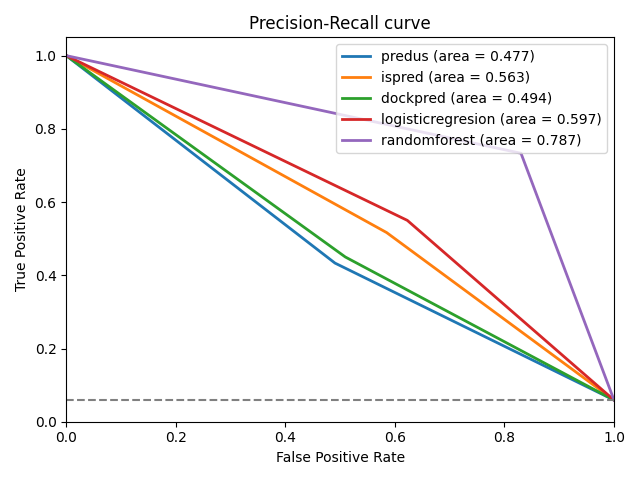 Precision-Recall curve
predus (area = 0.477)
ispred (area = 0.563)
dockpred (area = 0.494)
logisticregresion (area = 0.597)
randomforest (area = 0.787)
True Positive Rate
1.0
0.8
0.6
0.4
0.2
0.0
0.0 0.2 0.4 0.6 0.8 1.0
False Positive Rate